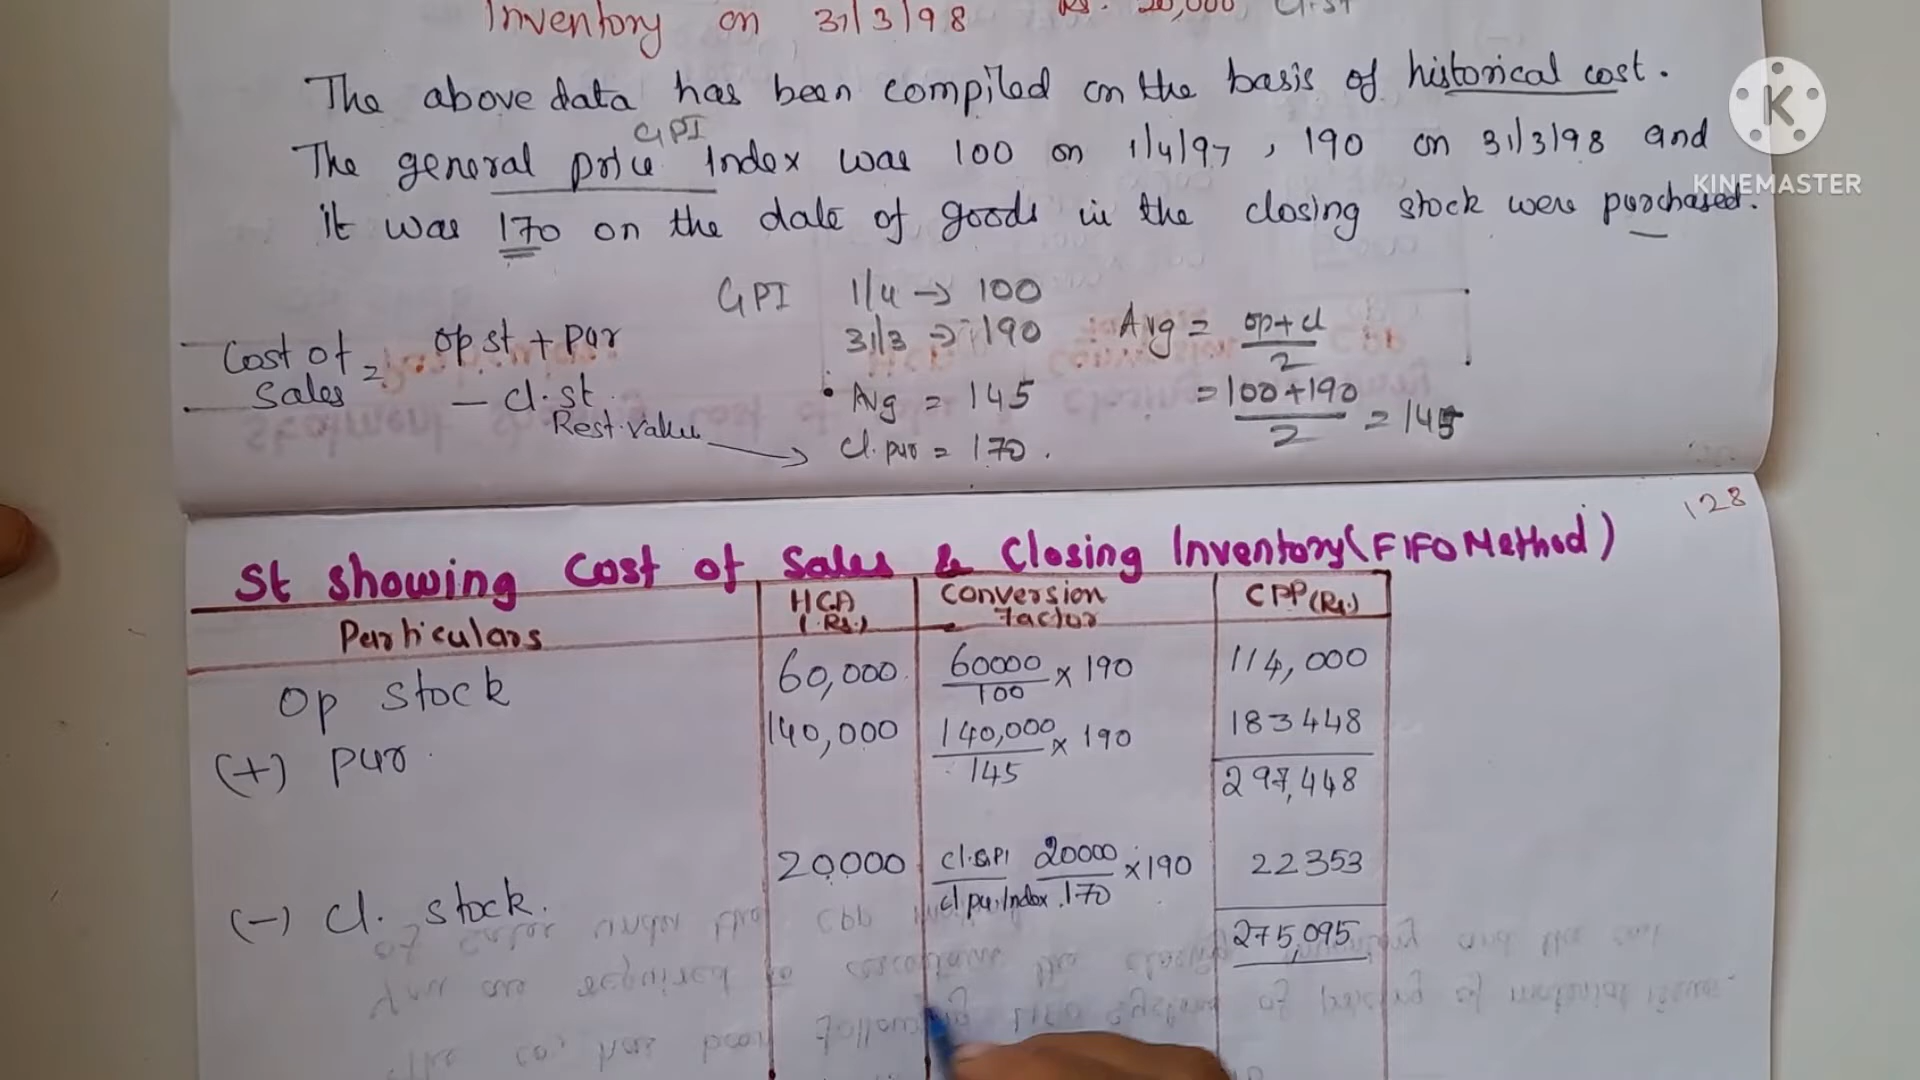 Inventory on 31/3/98 Rs. 20,000 cl.st
The above data has been compiled on the basis of historical cost.
GPI
The general price Index was 100 on 1/4/97, 190 on 31/3/98 and
it was 170 on the date of goods in the closing stock were purchased.
KINEMASTER
GPI 1/4 → 100
31/3 → 190
Avg = 145
cl. pur = 170.
Avg = op+cl / 2
= 100+190 / 2 = 145
Cost of Sales = op st + pur
- cl. st
Rest. value →
128
St showing Cost of Sales & Closing Inventory (FIFO Method)
Particulars HCA (Rs.) Conversion Factor CPP (Rs.)
Op stock 60,000 60000/100 × 190 114,000
(+) pur. 140,000 140,000/145 × 190 183448
297,448
(-) Cl. stock. 20000 cl.GPI/cl pur.Index 20000/170 ×190 22353
275,095